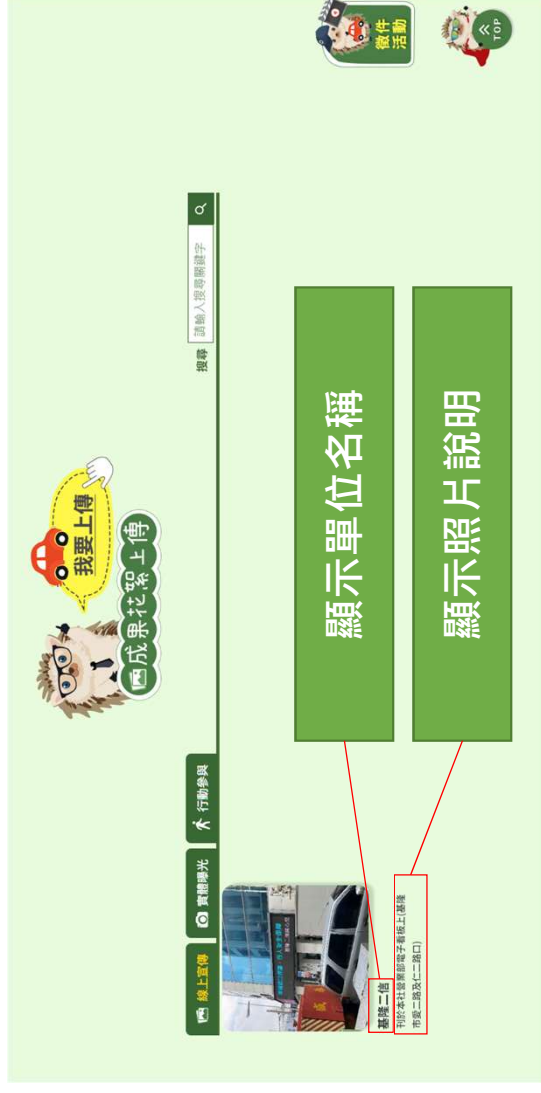 我要上傳
成果花絮上傳
線上宣傳
實體曝光
行動參與
搜尋
請輸入搜尋關鍵字
基隆二信
刊於本社營業部電子看板上(基隆
市愛二路及仁二路口)
顯示單位名稱
顯示照片說明
徵件
活動
TOP